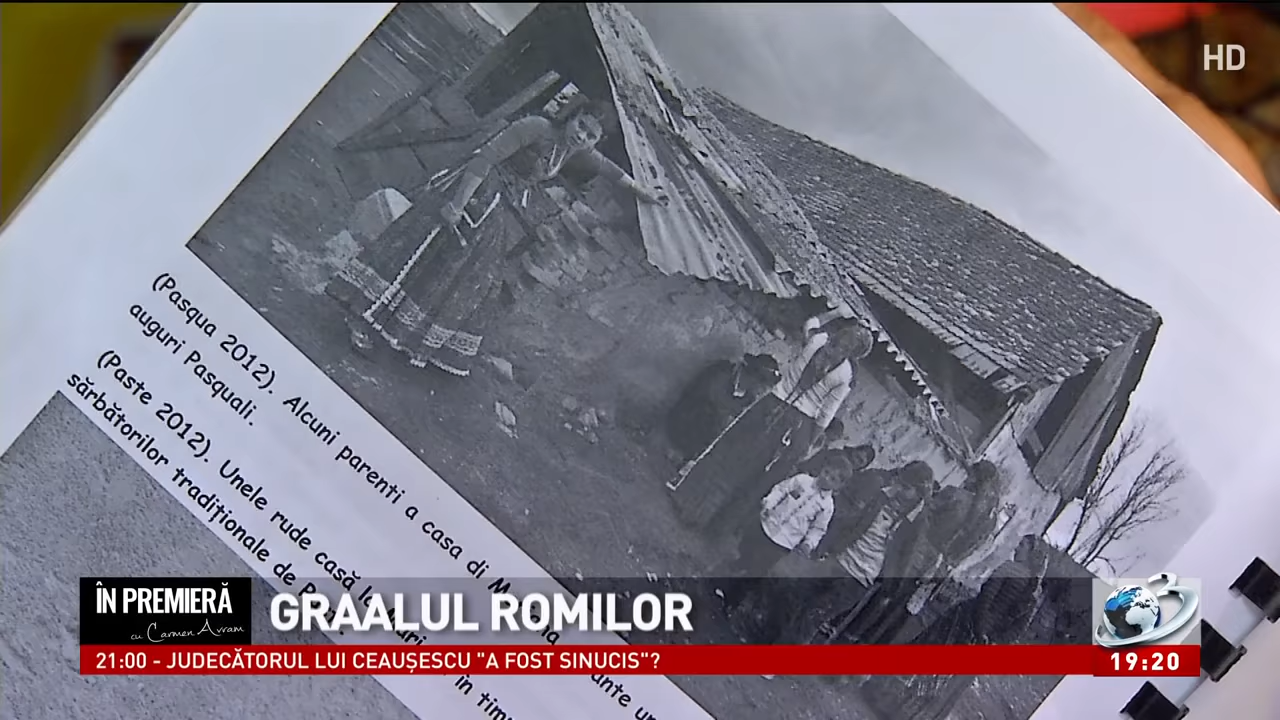 HD
(Pasqua 2012). Alcuni parenti a casa di
auguri Pasquali.
(Paste 2012). Unele rude casă
sărbătorilor tradiționale de
în
ÎN PREMIERĂ
cu Carmen Avram
GRAALUL ROMILOR
21:00 - JUDECĂTORUL LUI CEAUȘESCU "A FOST SINUCIS"?
3
19:20